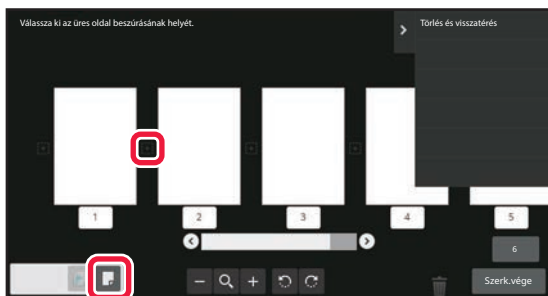 Válassza ki az üres oldal beszúrásának helyét.
Törlés és visszatérés
1
2
3
4
5
6
Szerk.vége